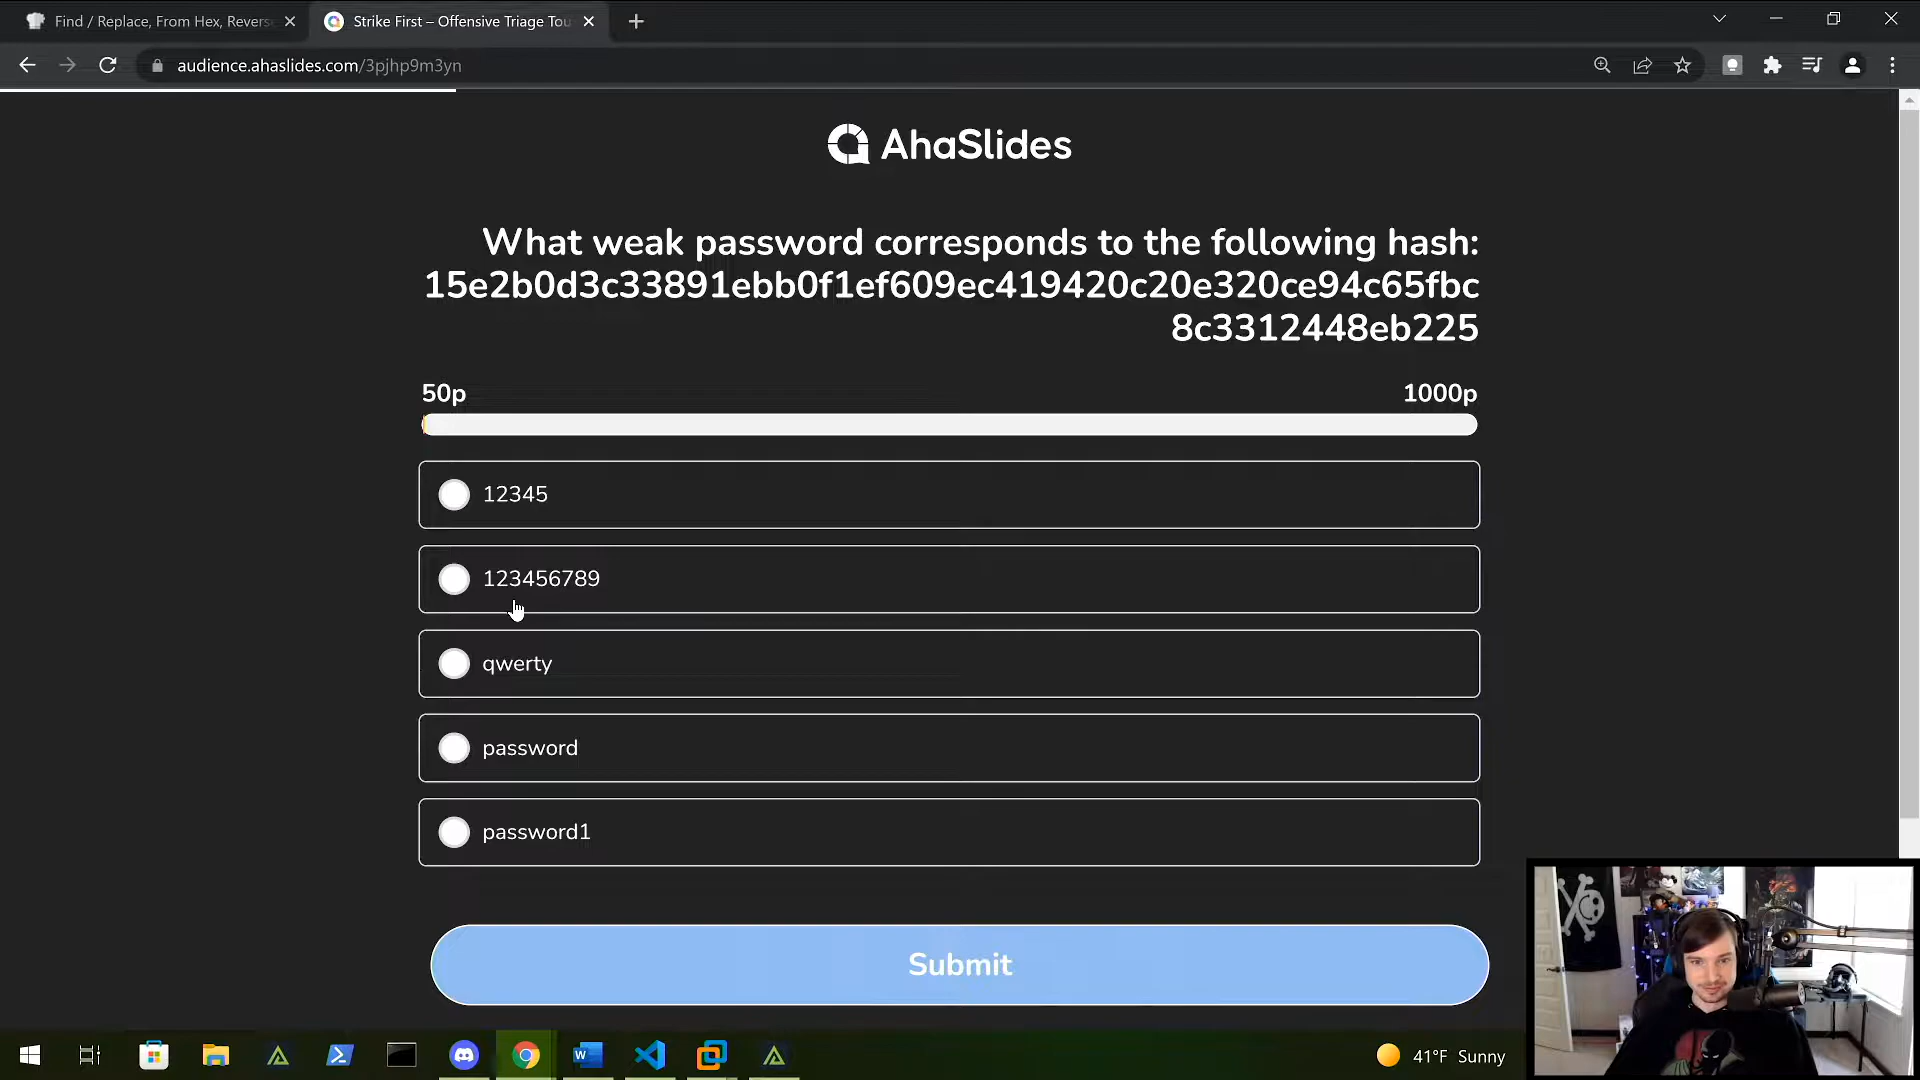 Find / Replace, From Hex, Revers
Strike First – Offensive Triage Tou
audience.ahaslides.com/3pjhp9m3yn
AhaSlides
What weak password corresponds to the following hash:
15e2b0d3c33891ebb0f1ef609ec419420c20e320ce94c65fbc
8c3312448eb225
50p
1000p
12345
123456789
qwerty
password
password1
Submit
41°F Sunny